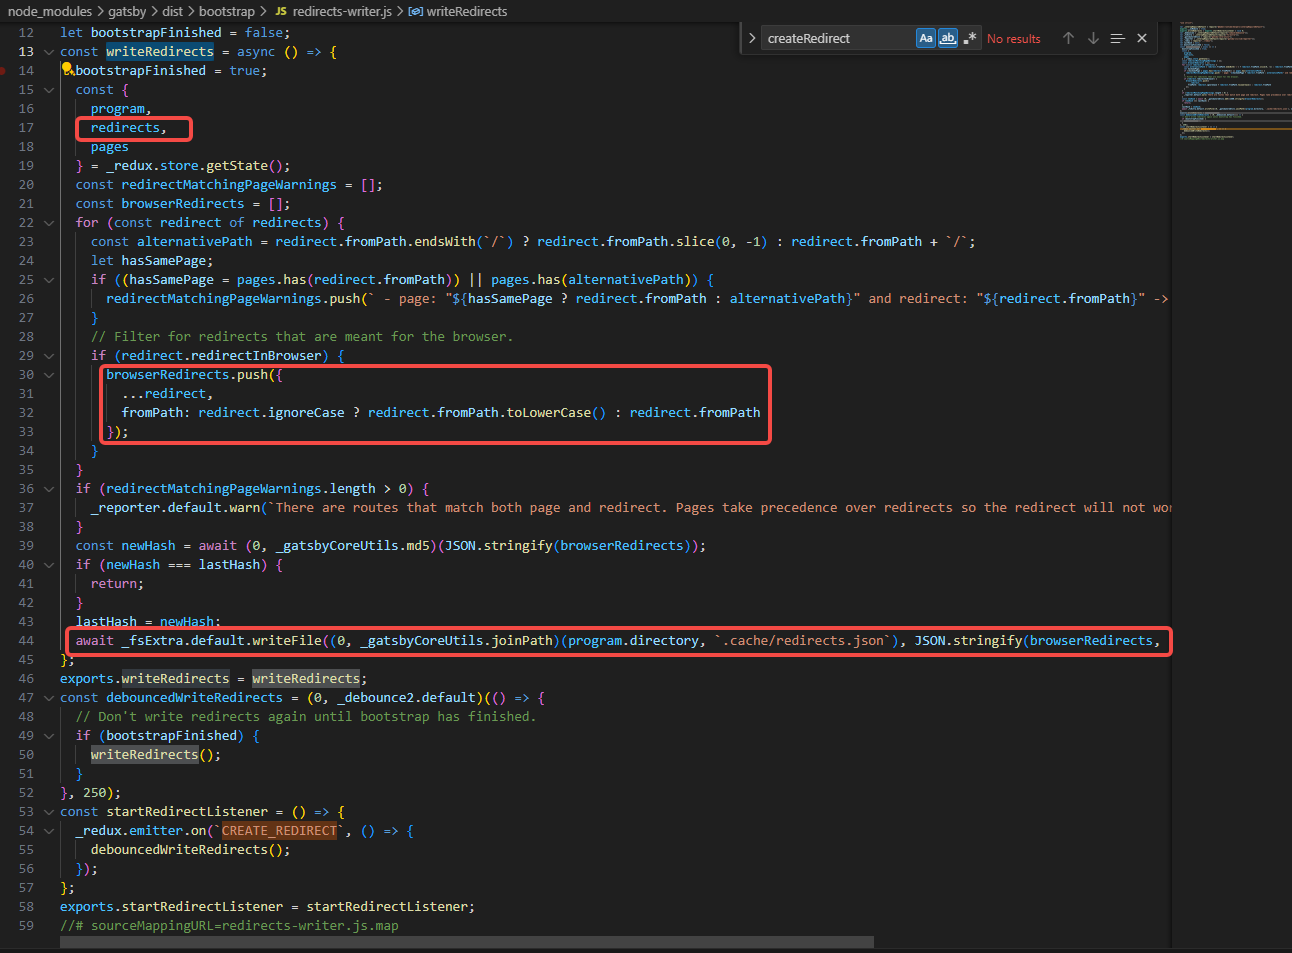 node_modules > gatsby > dist > bootstrap > JS redirects-writer.js > writeRedirects
createRedirect Aa ab .* No results
12 let bootstrapFinished = false;
13 const writeRedirects = async () => {
14 bootstrapFinished = true;
15 const {
16 program,
17 redirects,
18 pages
19 } = _redux.store.getState();
20 const redirectMatchingPageWarnings = [];
21 const browserRedirects = [];
22 for (const redirect of redirects) {
23 const alternativePath = redirect.fromPath.endsWith(`/`) ? redirect.fromPath.slice(0, -1) : redirect.fromPath + `/`;
24 let hasSamePage;
25 if ((hasSamePage = pages.has(redirect.fromPath)) || pages.has(alternativePath)) {
26 redirectMatchingPageWarnings.push(` - page: "${hasSamePage ? redirect.fromPath : alternativePath}" and redirect: "${redirect.fromPath}" ->
27 }
28 // Filter for redirects that are meant for the browser.
29 if (redirect.redirectInBrowser) {
30 browserRedirects.push({
31 ...redirect,
32 fromPath: redirect.ignoreCase ? redirect.fromPath.toLowerCase() : redirect.fromPath
33 });
34 }
35 }
36 if (redirectMatchingPageWarnings.length > 0) {
37 _reporter.default.warn(`There are routes that match both page and redirect. Pages take precedence over redirects so the redirect will not wor
38 }
39 const newHash = await (0, _gatsbyCoreUtils.md5)(JSON.stringify(browserRedirects));
40 if (newHash === lastHash) {
41 return;
42 }
43 lastHash = newHash;
44 await _fsExtra.default.writeFile((0, _gatsbyCoreUtils.joinPath)(program.directory, `.cache/redirects.json`), JSON.stringify(browserRedirects,
45 };
46 exports.writeRedirects = writeRedirects;
47 const debouncedWriteRedirects = (0, _debounce2.default)(() => {
48 // Don't write redirects again until bootstrap has finished.
49 if (bootstrapFinished) {
50 writeRedirects();
51 }
52 }, 250);
53 const startRedirectListener = () => {
54 _redux.emitter.on(`CREATE_REDIRECT`, () => {
55 debouncedWriteRedirects();
56 });
57 };
58 exports.startRedirectListener = startRedirectListener;
59 //# sourceMappingURL=redirects-writer.js.map